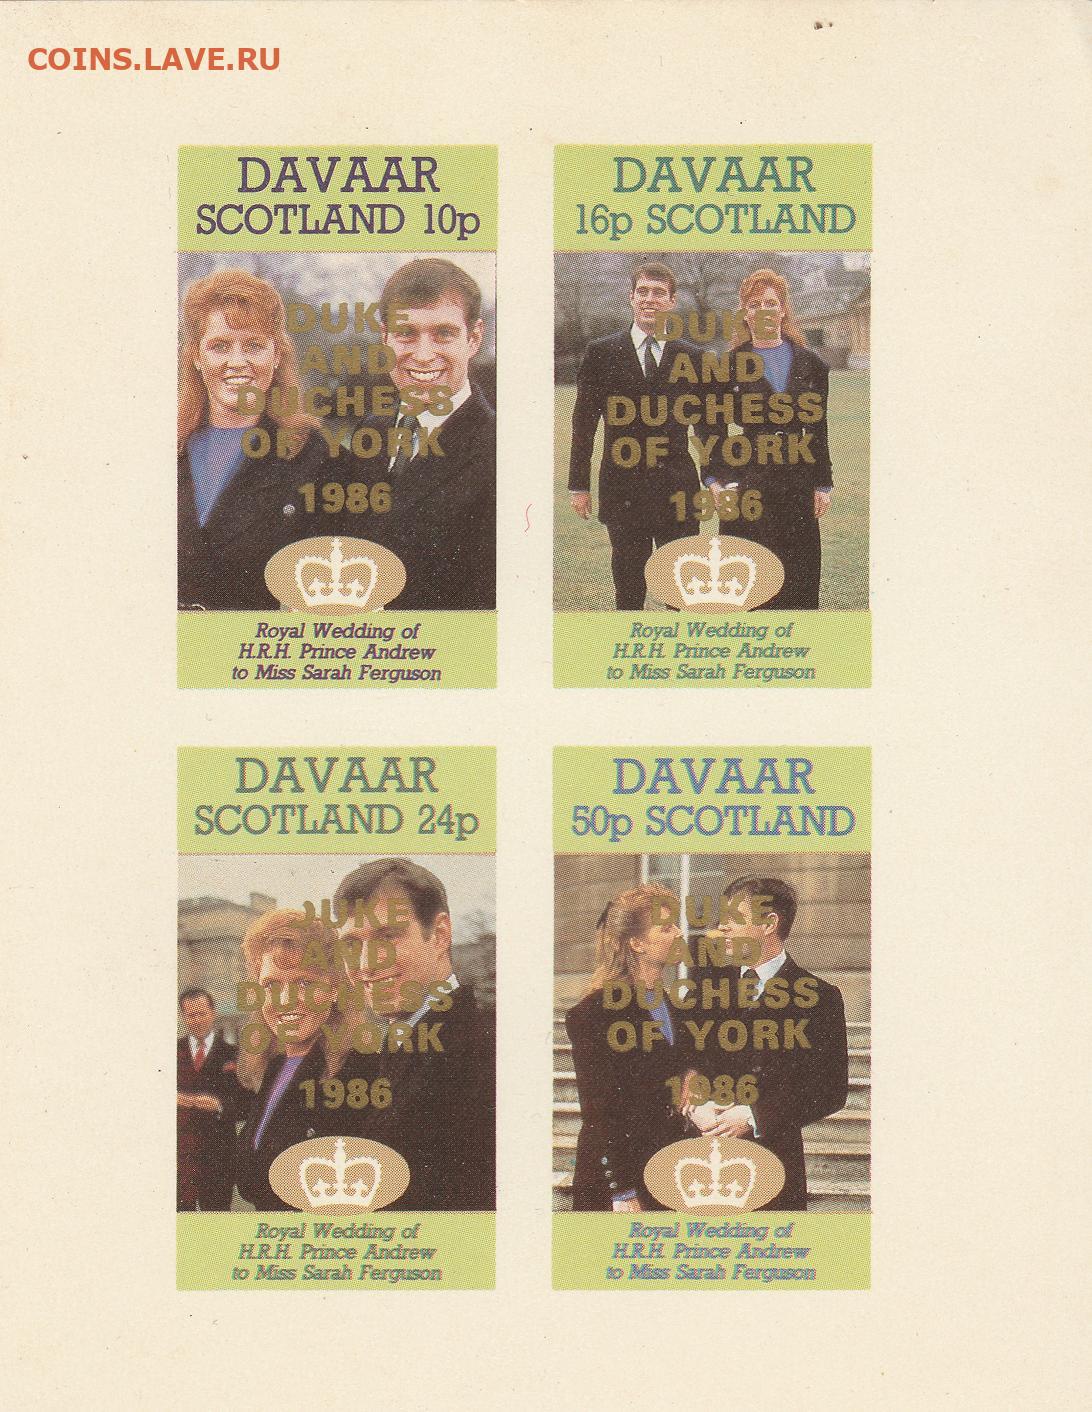 COINS.LAVE.RU
DAVAAR
SCOTLAND 10p
DUKE
AND
DUCHESS
OF YORK
1986
Royal Wedding of
H.R.H. Prince Andrew
to Miss Sarah Ferguson
DAVAAR
16p SCOTLAND
DUKE
AND
DUCHESS
OF YORK
1986
Royal Wedding of
H.R.H. Prince Andrew
to Miss Sarah Ferguson
DAVAAR
SCOTLAND 24p
DUKE
AND
DUCHESS
OF YORK
1986
Royal Wedding of
H.R.H. Prince Andrew
to Miss Sarah Ferguson
DAVAAR
50p SCOTLAND
DUKE
AND
DUCHESS
OF YORK
1986
Royal Wedding of
H.R.H. Prince Andrew
to Miss Sarah Ferguson